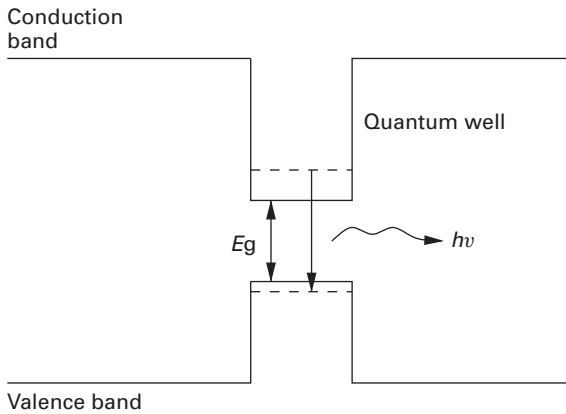 Conduction
band
Quantum well
Eg
hν
Valence band